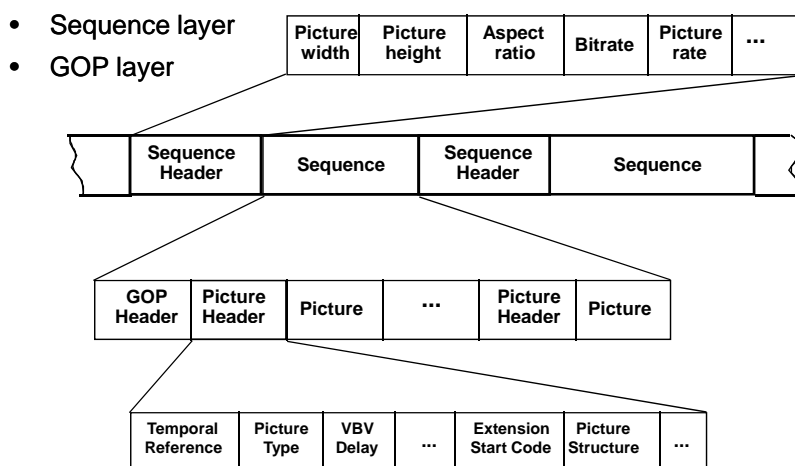 • Sequence layer
• GOP layer
Picture width Picture height Aspect ratio Bitrate Picture rate ...
Sequence Header Sequence Sequence Header Sequence
GOP Header Picture Header Picture ... Picture Header Picture
Temporal Reference Picture Type VBV Delay ... Extension Start Code Picture Structure ...